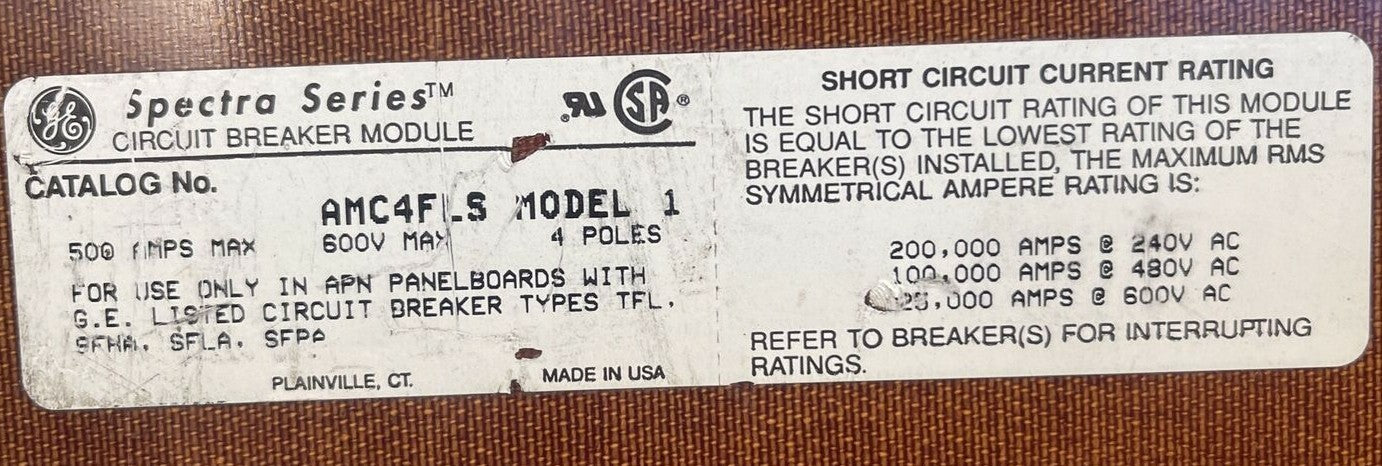 GE Spectra Series™
CIRCUIT BREAKER MODULE
CATALOG No.
MODEL 1
500 AMPS MAX 600V MAX 4 POLES
FOR USE ONLY IN APN PANELBOARDS WITH
G.E. LISTED CIRCUIT BREAKER TYPES TFL,
SFHA, SFLA, SFPA
PLAINVILLE, CT. MADE IN USA
SA ®
SHORT CIRCUIT CURRENT RATING
THE SHORT CIRCUIT RATING OF THIS MODULE
IS EQUAL TO THE LOWEST RATING OF THE
BREAKER(S) INSTALLED, THE MAXIMUM RMS
SYMMETRICAL AMPERE RATING IS:
200,000 AMPS @ 240V AC
100,000 AMPS @ 480V AC
AMPS @ 600V AC
REFER TO BREAKER(S) FOR INTERRUPTING
RATINGS.